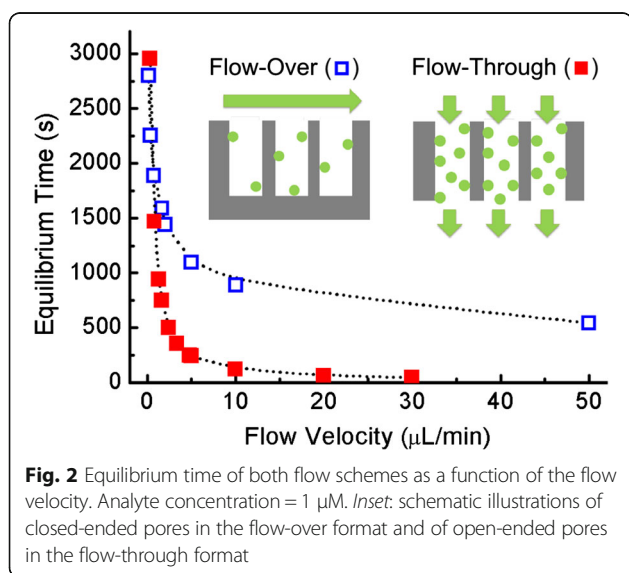 Flow-Over (□)
Flow-Through (■)
3000
2500
2000
1500
1000
500
0
Equilibrium Time (s)
0 10 20 30 40 50
Flow Velocity (μL/min)
Fig. 2 Equilibrium time of both flow schemes as a function of the flow
velocity. Analyte concentration = 1 μM. Inset: schematic illustrations of
closed-ended pores in the flow-over format and of open-ended pores
in the flow-through format